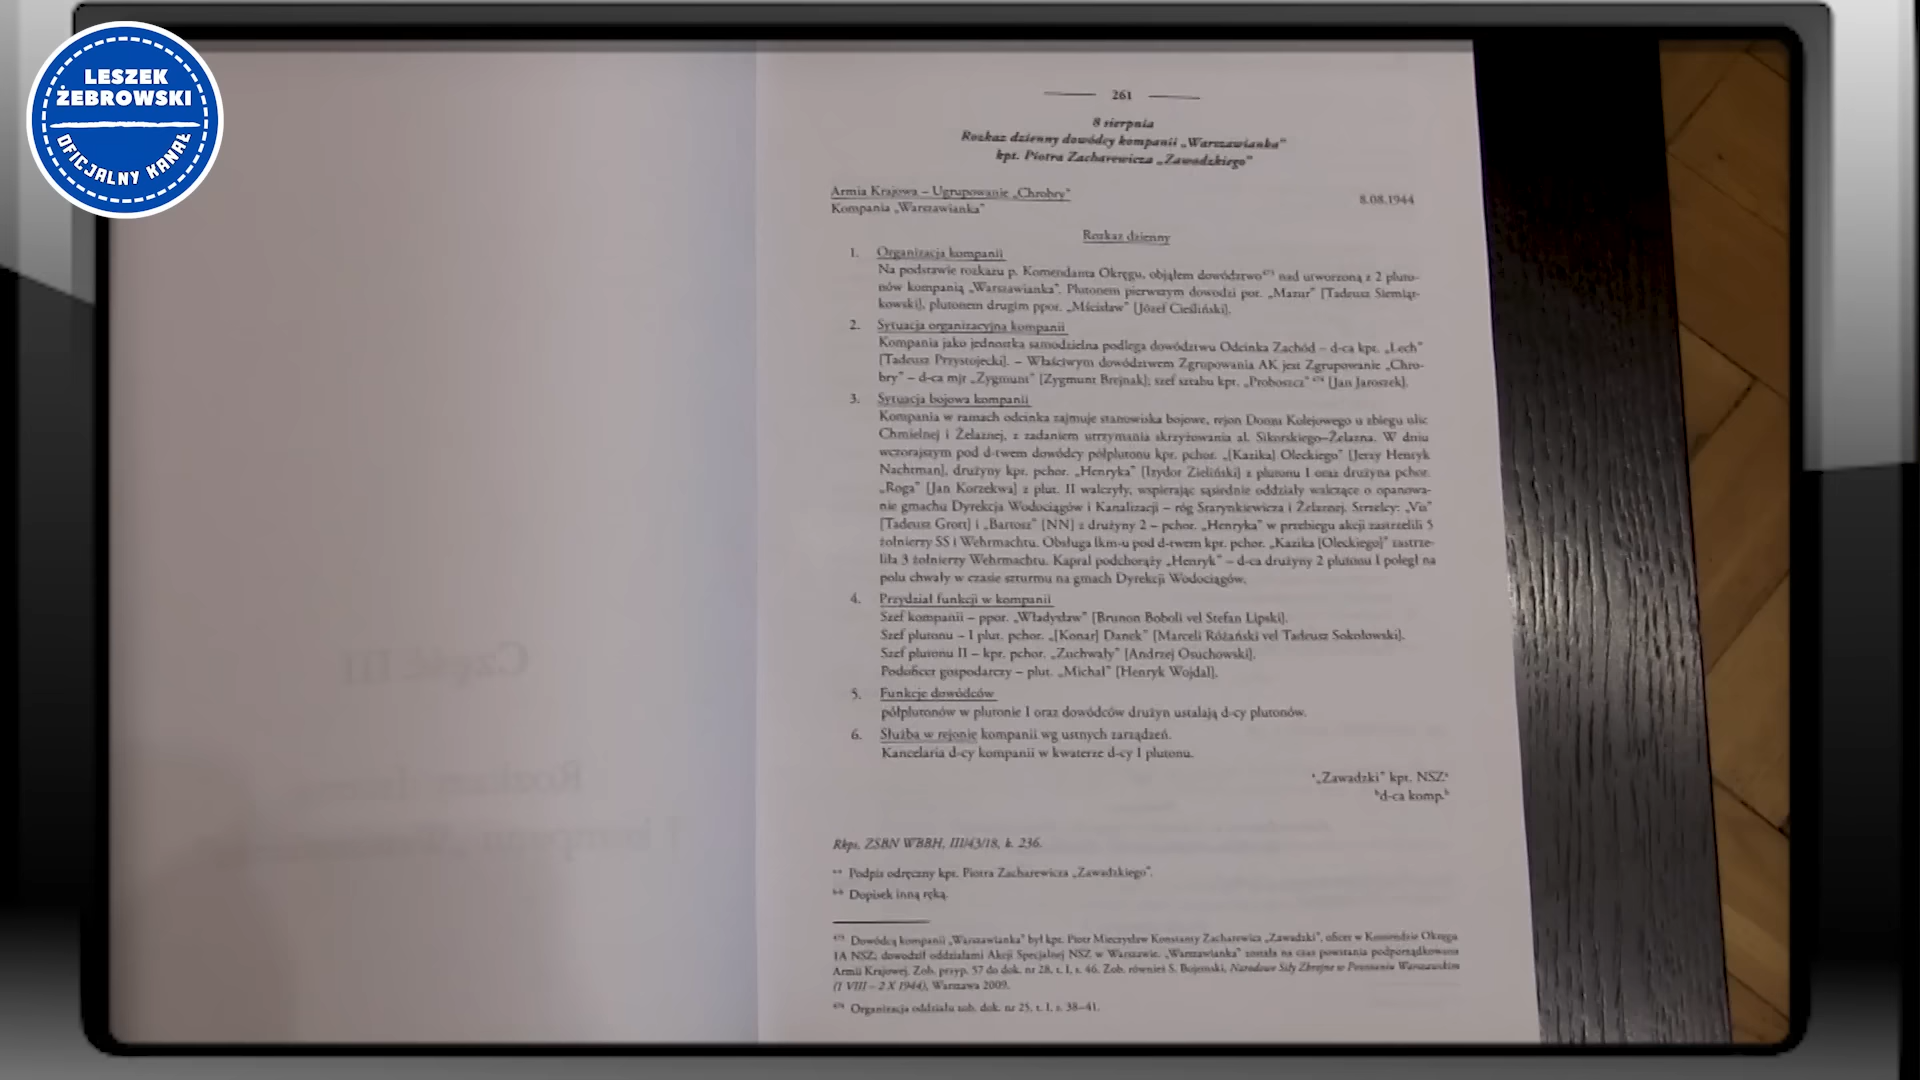 LESZEK
ŻEBROWSKI
OFICJALNY KANAŁ
261
8 sierpnia
Rozkaz dzienny dowódcy kompanii „Warszawianka”
kpt. Piotra Zacharewicza „Zawodzkiego”
Armia Krajowa – Ugrupowanie „Chrobry”
8.08.1944
Kompania „Warszawianka”
Rozkaz dzienny
1. Organizacja kompanii
Na podstawie rozkazu p. Komendanta Okręgu, objąłem dowództwo⁴⁷³ nad utworzoną z 2 pluto-
nów kompanią „Warszawianka”. Plutonem pierwszym dowodzi por. „Mazur” [Tadeusz Siemiąt-
kowski], plutonem drugim ppor. „Mścisław” [Józef Cieśliński].
2. Sytuacja organizacyjna kompanii
Kompania jako jednostka samodzielna podlega dowództwu Odcinka Zachód – d-ca kpt. „Lech”
[Tadeusz Przystojecki]. – Właściwym dowództwem Zgrupowania AK jest Zgrupowanie „Chro-
bry” – d-ca mjr „Zygmunt” [Zygmunt Brejnak]; szef sztabu kpt. „Proboszcz” ⁴⁷⁴ [Jan Jaroszek].
3. Sytuacja bojowa kompanii
Kompania w ramach odcinka zajmuje stanowiska bojowe, rejon Domu Kolejowego u zbiegu ulic
Chmielnej i Żelaznej, z zadaniem utrzymania skrzyżowania al. Sikorskiego–Żelazna. W dniu
wczorajszym pod d-twem dowódcy półplutonu kpr. pchor. „[Kazika] Oleckiego” [Jerzy Henryk
Nachtman], drużyny kpr. pchor. „Henryka” [Izydor Zieliński] z plutonu I oraz drużyna pchor.
„Roga” [Jan Korzekwa] z plut. II walczyły, wspierając sąsiednie oddziały walczące o opanowa-
nie gmachu Dyrekcja Wodociągów i Kanalizacji – róg Starynkiewicza i Żelaznej. Strzelcy: „Vis”
[Tadeusz Grott] i „Bartosz” [NN] z drużyny 2 – pchor. „Henryka” w przebiegu akcji zastrzelili 5
żołnierzy SS i Wehrmachtu. Obsługa lkm-u pod d-twem kpr. pchor. „Kazika [Oleckiego]” zastrze-
liła 3 żołnierzy Wehrmachtu. Kapral podchorąży „Henryk” – d-ca drużyny 2 plutonu I poległ na
polu chwały w czasie szturmu na gmach Dyrekcji Wodociągów.
4. Przydział funkcji w kompanii
Szef kompanii – ppor. „Władysław” [Brunon Boboli vel Stefan Lipski].
Szef plutonu – I plut. pchor. „[Konar] Danek” [Marceli Różański vel Tadeusz Sokołowski].
Szef plutonu II – kpr. pchor. „Zuchwały” [Andrzej Osuchowski].
Podoficer gospodarczy – plut. „Michał” [Henryk Wojdal].
5. Funkcje dowódców
półplutonów w plutonie I oraz dowódców drużyn ustalają d-cy plutonów.
6. Służba w rejonie kompanii wg ustnych zarządzeń.
Kancelaria d-cy kompanii w kwaterze d-cy I plutonu.
ᵃ„Zawadzki” kpt. NSZᵃ
ᵇd-ca komp.ᵇ
Rkps, ZSBN WBBH, III/43/18, k. 236.
ᵃ⁻ᵃ Podpis odręczny kpt. Piotra Zacharewicza „Zawadzkiego”.
ᵇ⁻ᵇ Dopisek inną ręką.
⁴⁷³ Dowódcą kompanii „Warszawianka” był kpt. Piotr Mieczysław Konstanty Zacharewicz „Zawadzki”, oficer w Komendzie Okręgu
IA NSZ; dowodził oddziałami Akcji Specjalnej NSZ w Warszawie. „Warszawianka” została na czas powstania podporządkowana
Armii Krajowej. Zob. przyp. 57 do dok. nr 28, t. I, s. 46. Zob. również S. Bojemski, Narodowe Siły Zbrojne w Powstaniu Warszawskim
(1 VIII – 2 X 1944), Warszawa 2009.
⁴⁷⁴ Organizacja oddziału zob. dok. nr 25, t. I, s. 38–41.